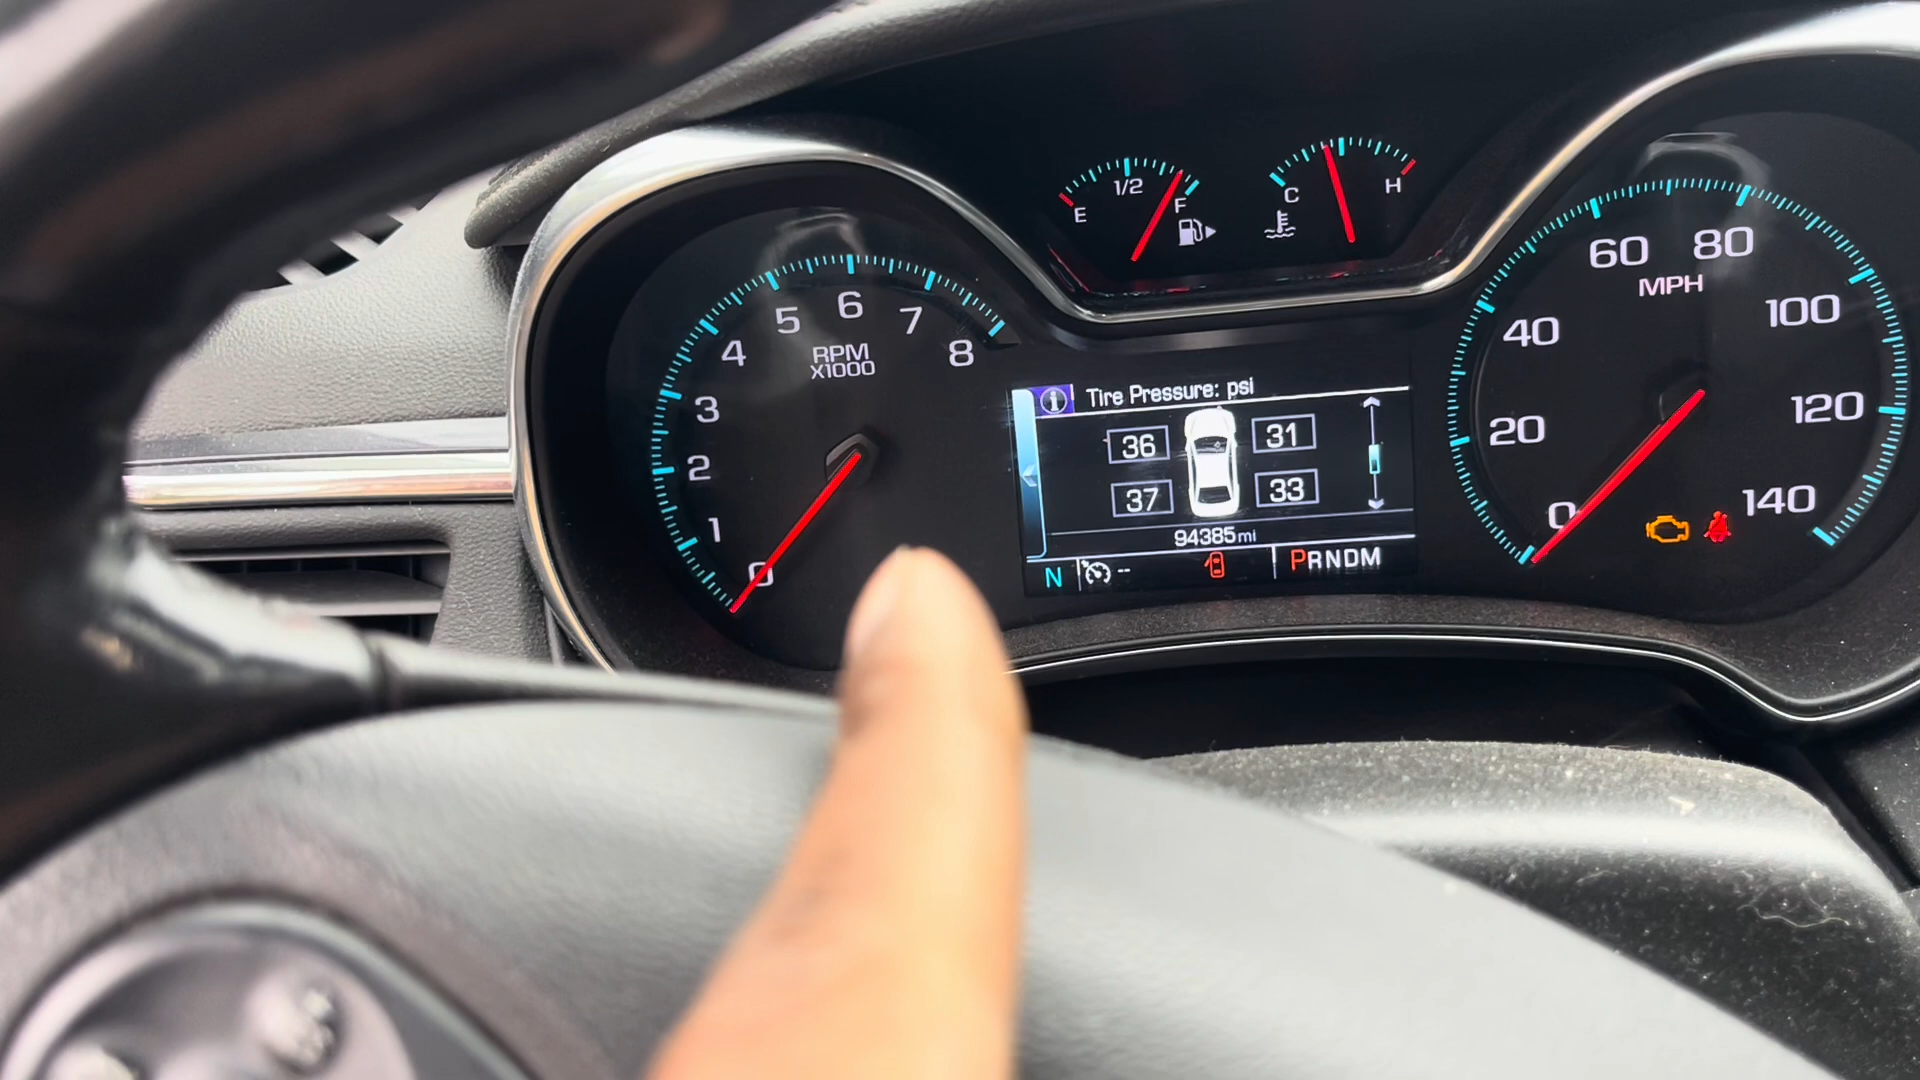 E 1/2 F
C H
0 1 2 3 4 5 6 7 8
RPM
X1000
i Tire Pressure: psi
36 31
37 33
94385mi
N -- PRNDM
0 20 40 60 80 100 120 140
MPH